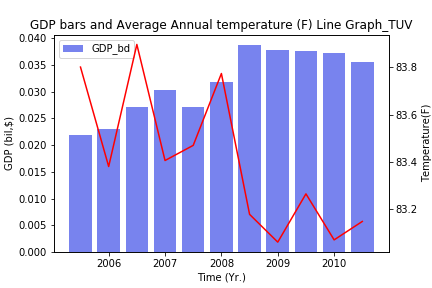 GDP bars and Average Annual temperature (F) Line Graph_TUV
GDP_bd
0.040
0.035
0.030
0.025
0.020
0.015
0.010
0.005
0.000
GDP (bil,$)
83.8
83.6
83.4
83.2
Temperature(F)
2006 2007 2008 2009 2010
Time (Yr.)